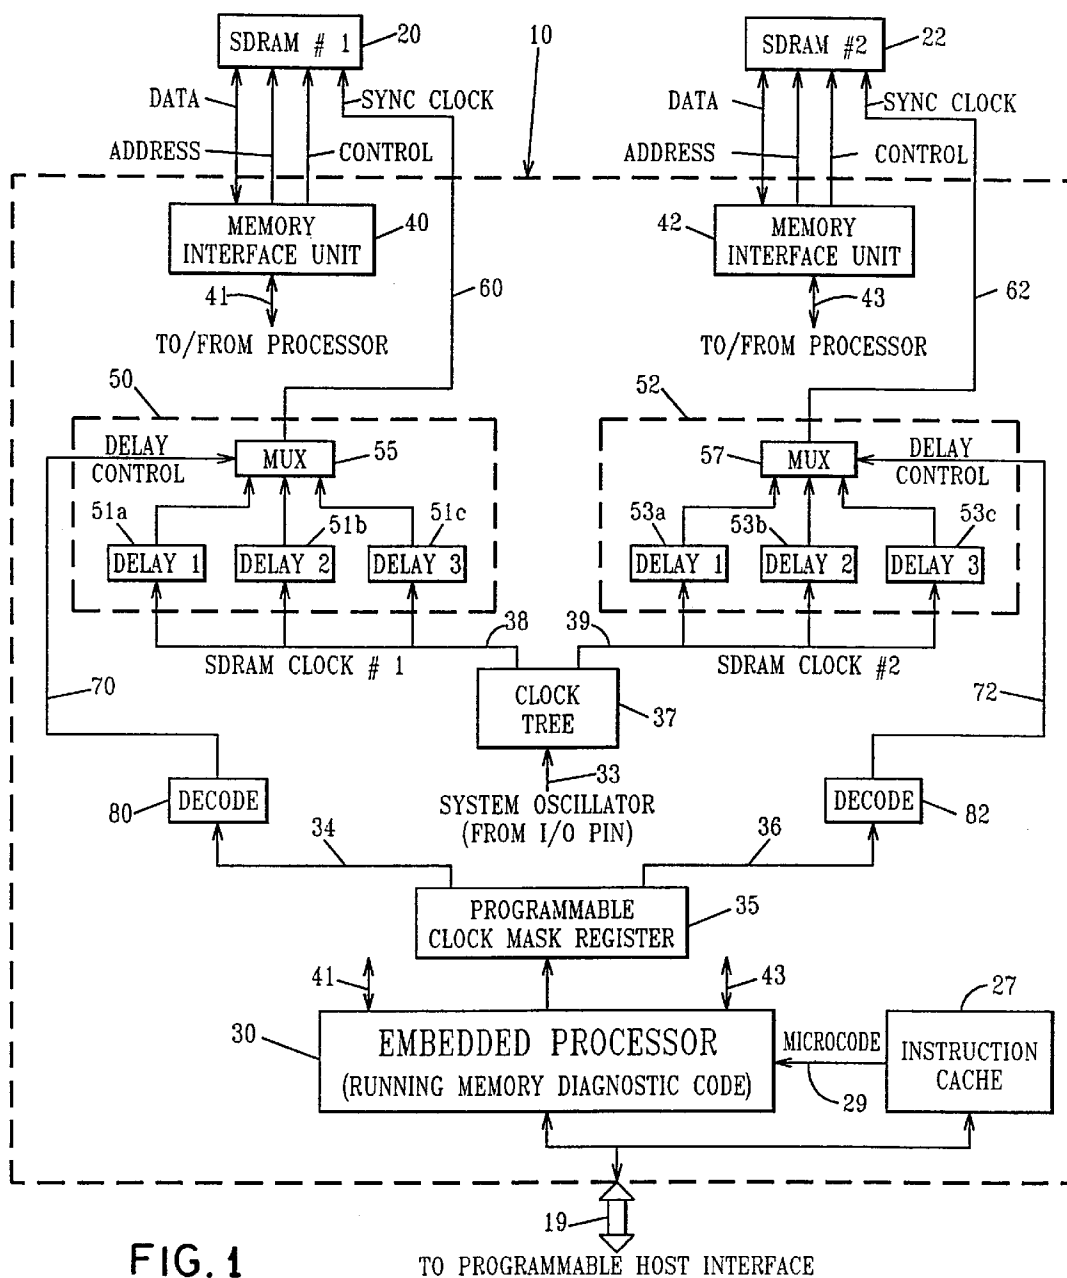 SDRAM # 1
20
10
SDRAM #2
22
DATA
SYNC CLOCK
DATA
SYNC CLOCK
ADDRESS
CONTROL
ADDRESS
CONTROL
MEMORY
INTERFACE UNIT
40
42
MEMORY
INTERFACE UNIT
41
60
43
62
TO/FROM PROCESSOR
TO/FROM PROCESSOR
50
52
DELAY
CONTROL
MUX
55
57
MUX
DELAY
CONTROL
51a
51b
51c
53a
53b
53c
DELAY 1
DELAY 2
DELAY 3
DELAY 1
DELAY 2
DELAY 3
38
39
SDRAM CLOCK # 1
SDRAM CLOCK #2
70
CLOCK
TREE
37
72
33
80
DECODE
SYSTEM OSCILLATOR
(FROM I/O PIN)
DECODE
82
34
36
PROGRAMMABLE
CLOCK MASK REGISTER
35
41
43
27
30
EMBEDDED PROCESSOR
(RUNNING MEMORY DIAGNOSTIC CODE)
MICROCODE
29
INSTRUCTION
CACHE
19
FIG. 1
TO PROGRAMMABLE HOST INTERFACE